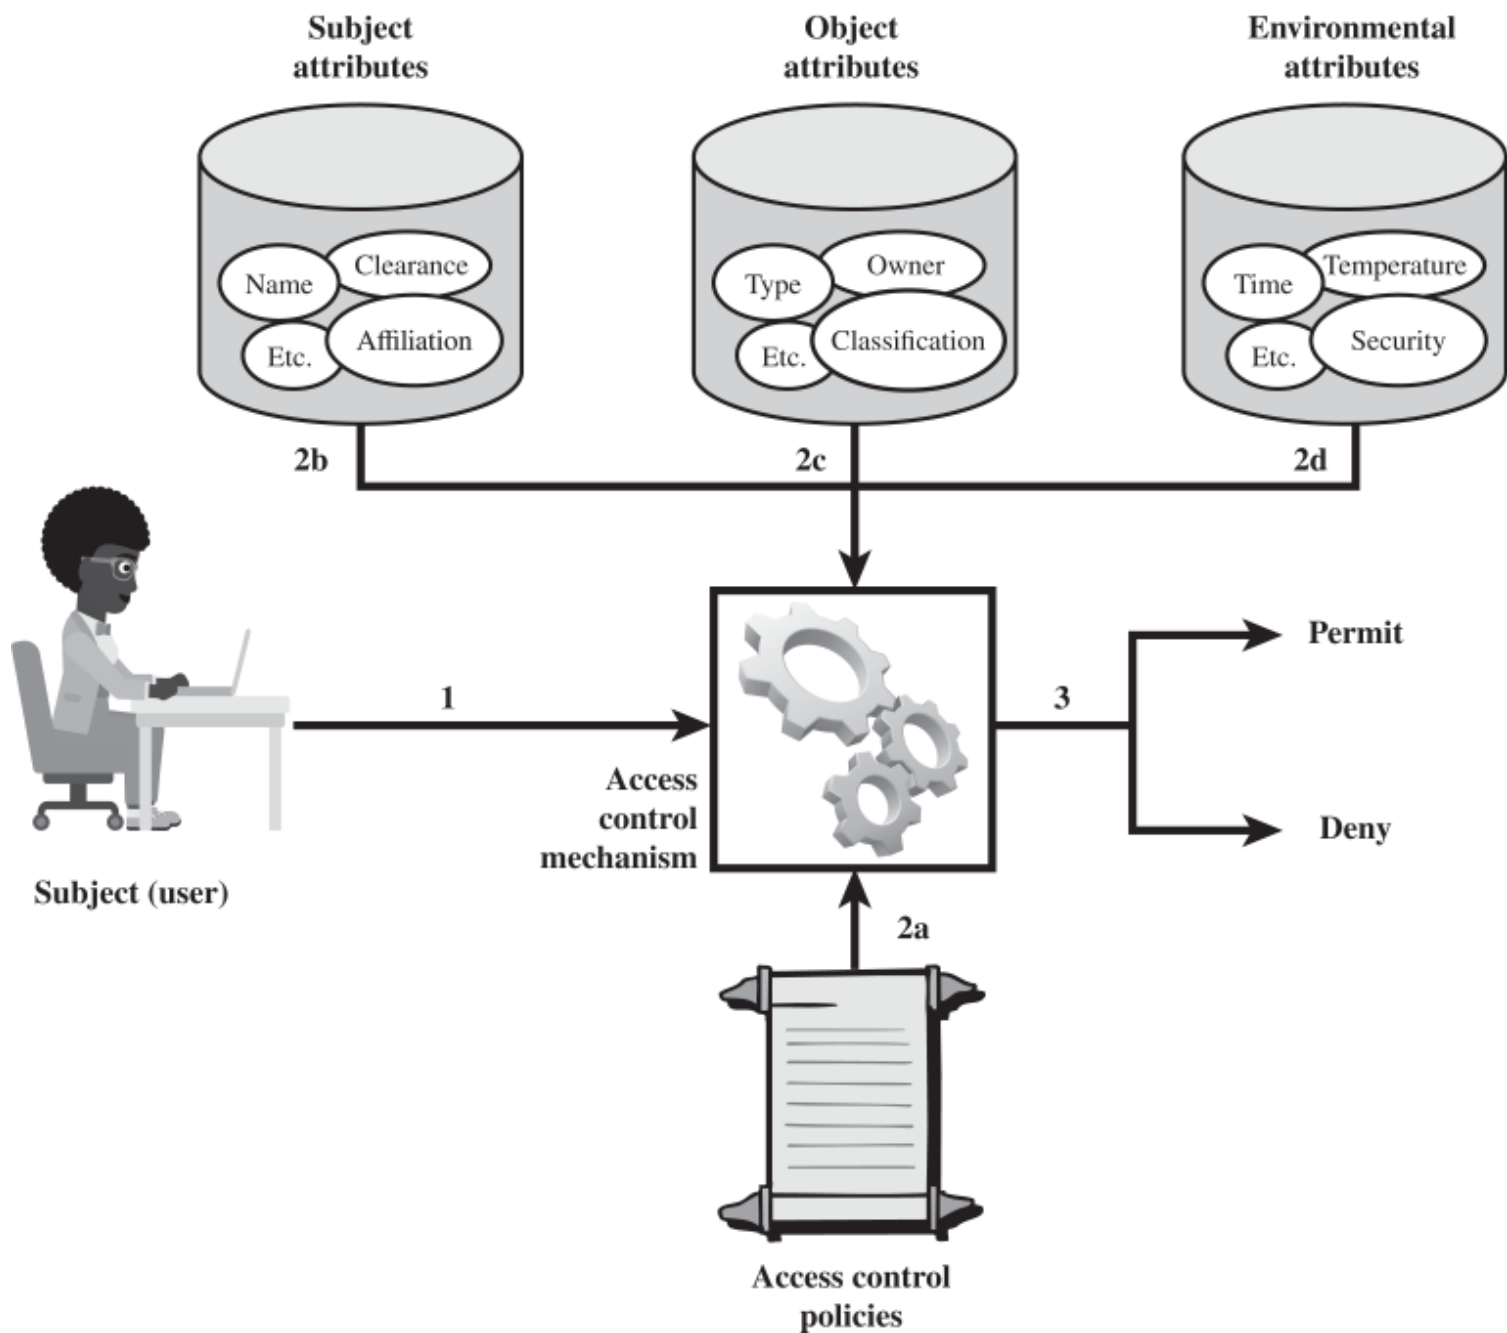 Subject
attributes
Object
attributes
Environmental
attributes
Name
Clearance
Etc.
Affiliation
Type
Owner
Etc.
Classification
Time
Temperature
Etc.
Security
2b
2c
2d
1
3
Permit
Deny
Access
control
mechanism
Subject (user)
2a
Access control
policies